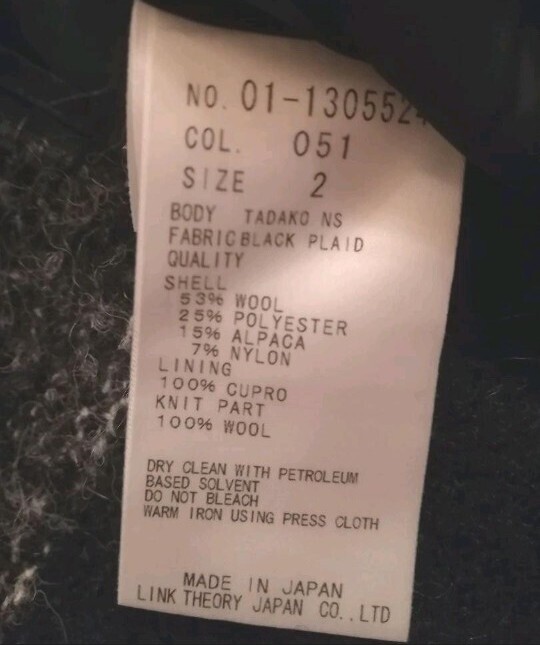 NO. 01-1305524
COL. 051
SIZE 2
BODY TADAKO NS
FABRIC BLACK PLAID
QUALITY
SHELL
53% WOOL
25% POLYESTER
15% ALPACA
7% NYLON
LINING
100% CUPRO
KNIT PART
100% WOOL
DRY CLEAN WITH PETROLEUM
BASED SOLVENT
DO NOT BLEACH
WARM IRON USING PRESS CLOTH
MADE IN JAPAN
LINK THEORY JAPAN CO.,LTD